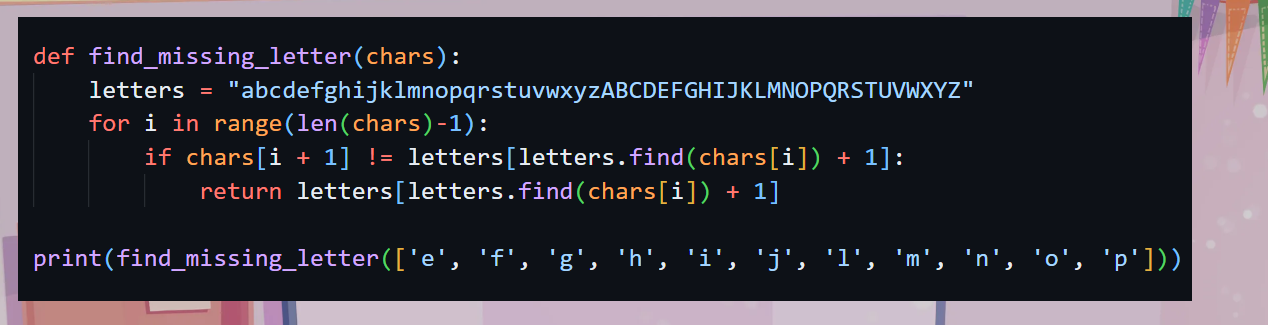 def find_missing_letter(chars):
    letters = "abcdefghijklmnopqrstuvwxyzABCDEFGHIJKLMNOPQRSTUVWXYZ"
    for i in range(len(chars)-1):
        if chars[i + 1] != letters[letters.find(chars[i]) + 1]:
            return letters[letters.find(chars[i]) + 1]
print(find_missing_letter(['e', 'f', 'g', 'h', 'i', 'j', 'l', 'm', 'n', 'o', 'p']))